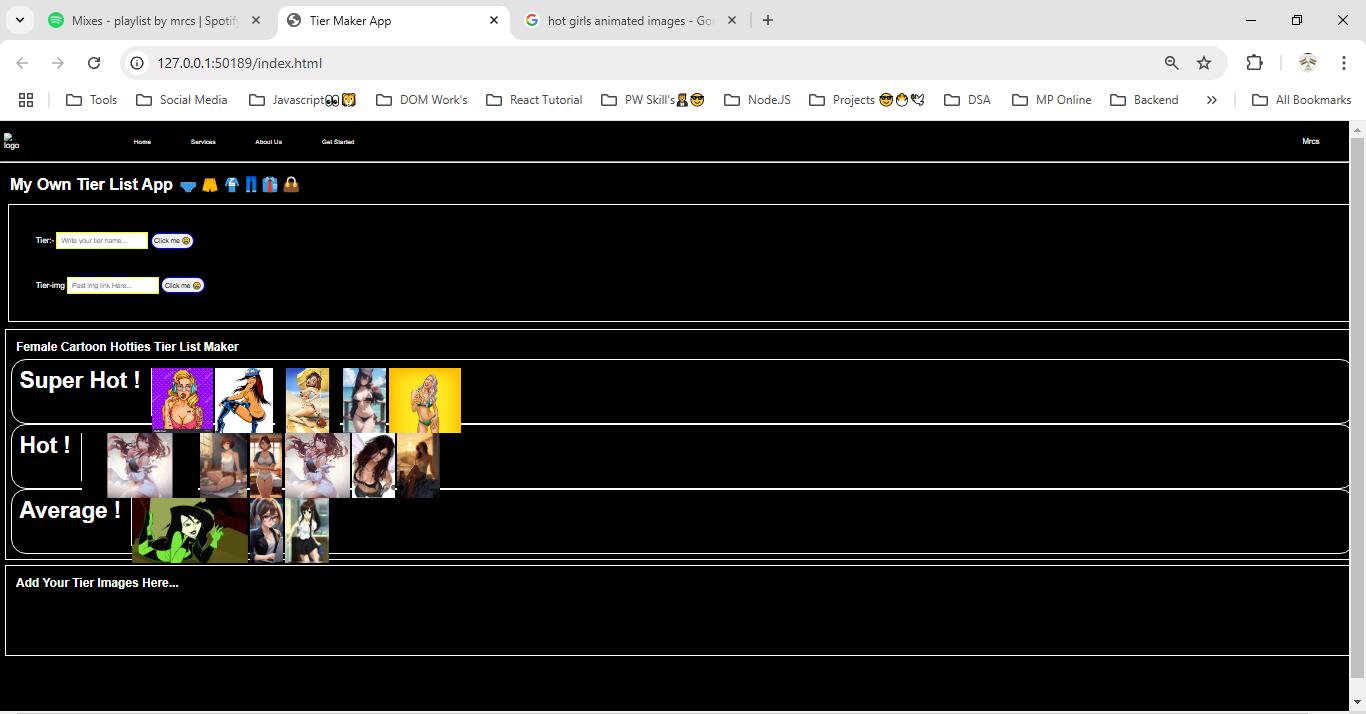 Mixes - playlist by mrcs | Spotify
Tier Maker App
hot girls animated images - Goo
127.0.0.1:50189/index.html
Tools
Social Media
Javascript👀🦁
DOM Work's
React Tutorial
PW Skill's
Node.JS
Projects
DSA
MP Online
Backend
All Bookmarks
logo
Home
Services
About Us
Get Started
Mrcs
My Own Tier List App
Tier:- Write your tier name... Click me
Tier-img Past img link Here... Click me
Female Cartoon Hotties Tier List Maker
Super Hot !
Hot !
Average !
Add Your Tier Images Here...